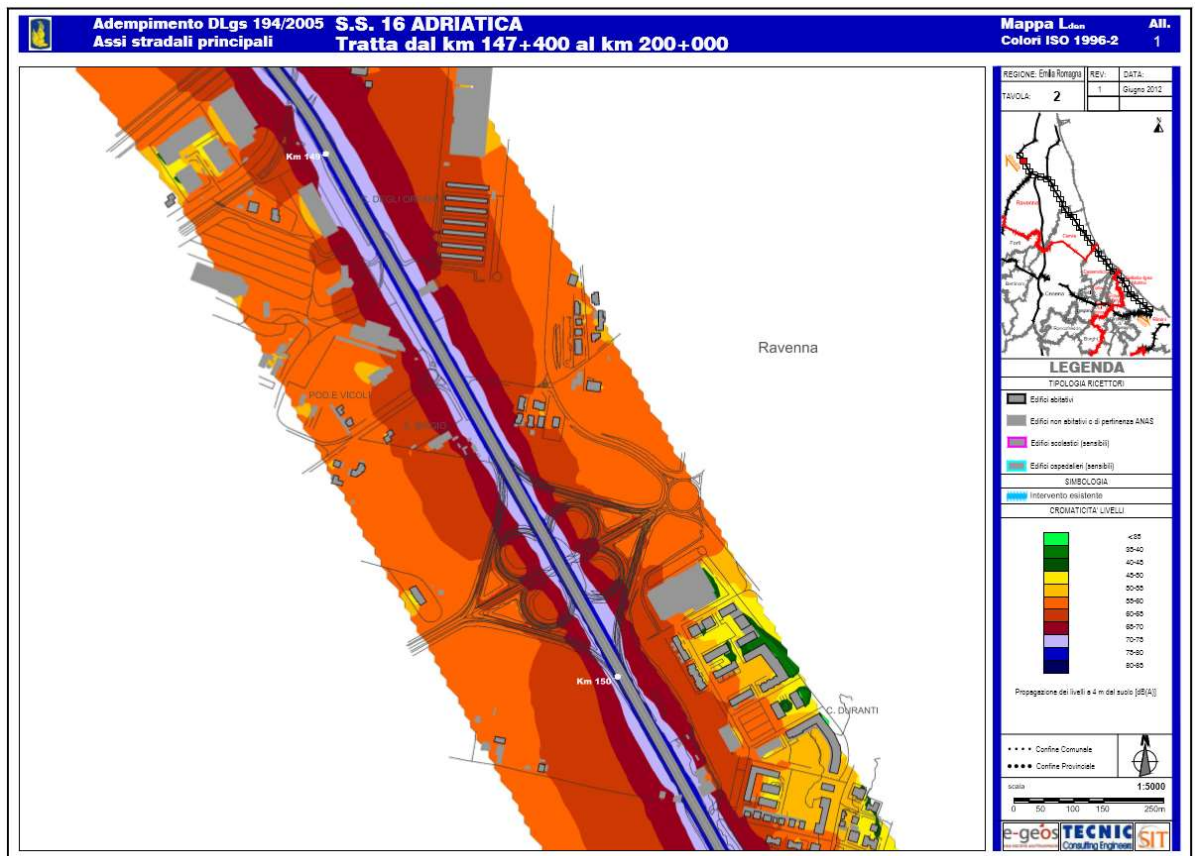 Adempimento DLgs 194/2005
Assi stradali principali
S.S. 16 ADRIATICA
Tratta dal km 147+400 al km 200+000
Mappa Lden
Colori ISO 1996-2
All.
1
REGIONE: Emilia Romagna
REV:
DATA:
1
Giugno 2012
TAVOLA:
2
N
Ravenna
Forlì
Cervia
Cesena
Km 149
C. DEGLI
POD.E VICOLI
Ravenna
Km 150
C. DURANTI
LEGENDA
TIPOLOGIA RICETTORI
Edifici abitativi
Edifici non abitativi o di pertinenza ANAS
Edifici scolastici (sensibili)
Edifici ospedalieri (sensibili)
SIMBOLOGIA
Intervento esistente
CROMATICITA' LIVELLI
<35
35-40
40-45
45-50
50-55
55-60
60-65
65-70
70-75
75-80
80-85
Propagazione dei livelli a 4 m dal suolo [dB(A)]
Confine Comunale
Confine Provinciale
N
scala
1:5000
0 50 100 150 250m
e-geos
TECNIC
Consulting Engineers
SIT